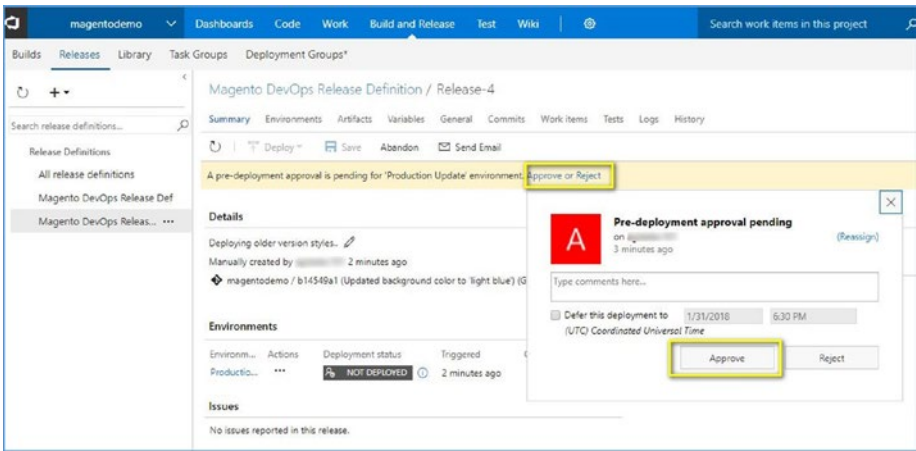 magentodemo
Dashboards Code Work Build and Release Test Wiki
Search work items in this project
Builds Releases Library Task Groups Deployment Groups*
Search release definitions...
Release Definitions
All release definitions
Magento DevOps Release Def
Magento DevOps Releas... •••
Magento DevOps Release Definition / Release-4
Summary Environments Artifacts Variables General Commits Work items Tests Logs History
Deploy Save Abandon Send Email
A pre-deployment approval is pending for 'Production Update' environment. Approve or Reject
Details
Deploying older version styles..
Manually created by 2 minutes ago
magentodemo / b14549a1 (Updated background color to 'light blue') (G
Environments
Environm... Actions Deployment status Triggered
Productio... ••• NOT DEPLOYED 2 minutes ago
Issues
No issues reported in this release.
A
Pre-deployment approval pending
on
(Reassign)
3 minutes ago
Type comments here...
Defer this deployment to 1/31/2018 6:30 PM
(UTC) Coordinated Universal Time
Approve Reject